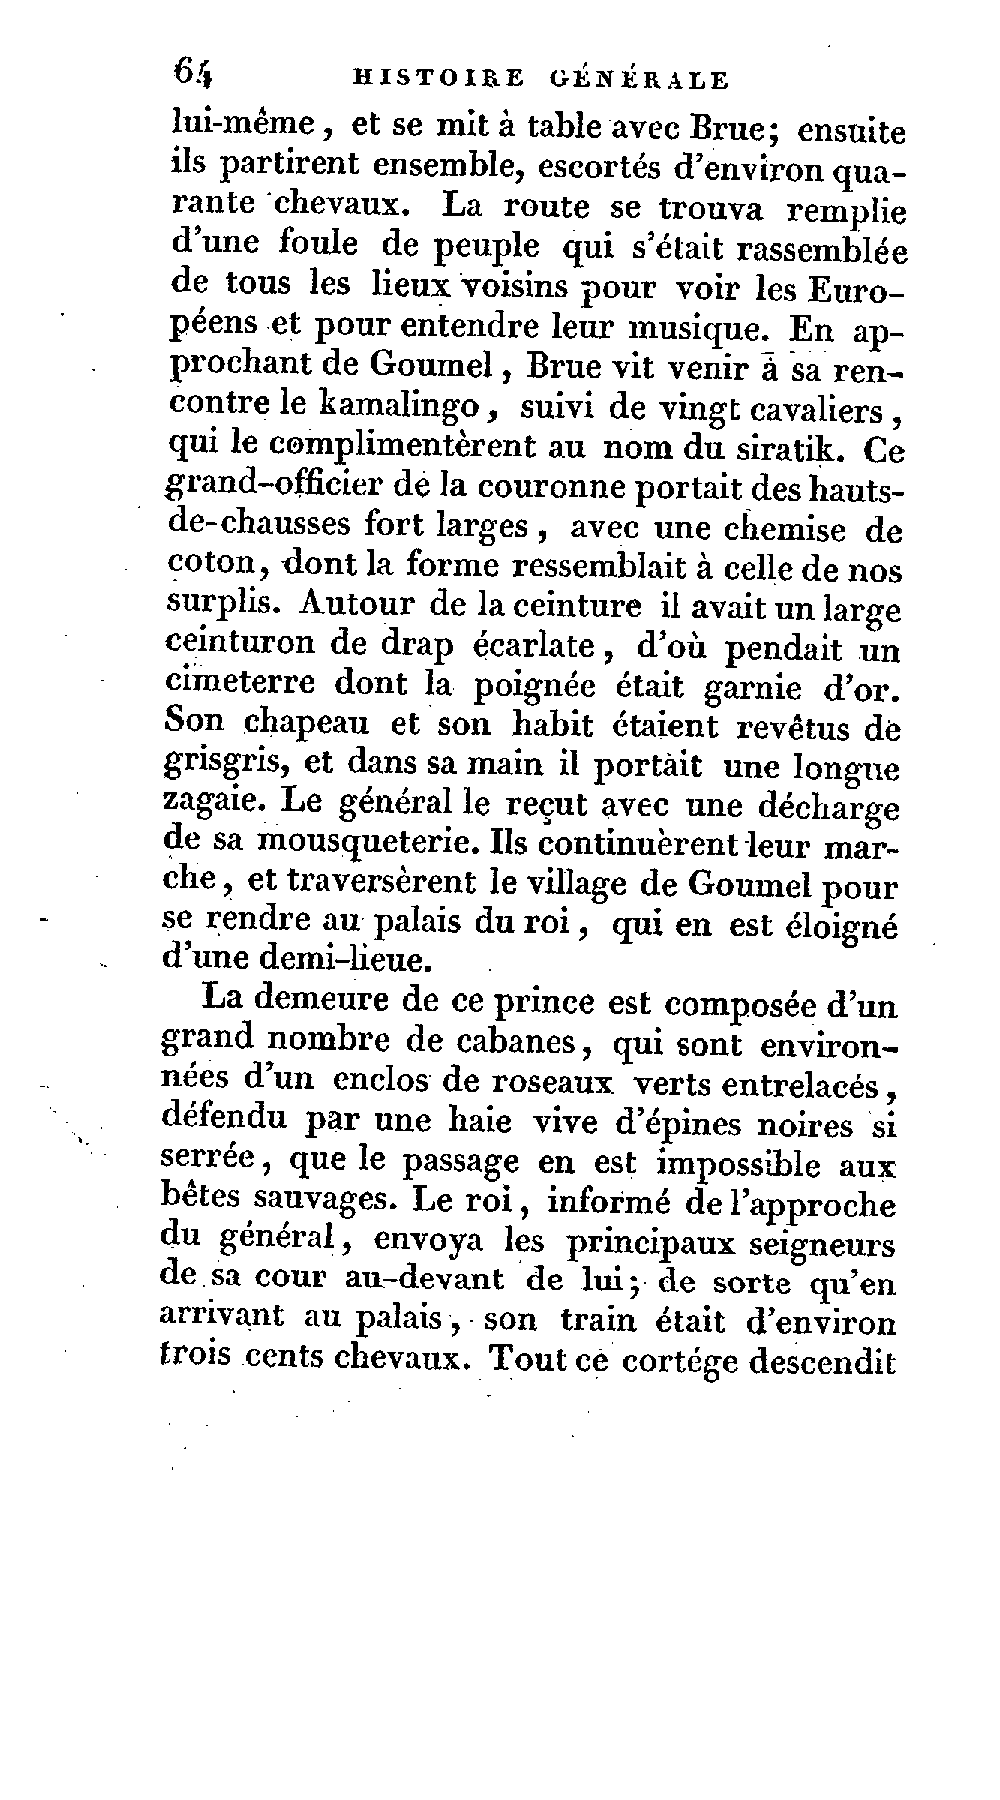 64 HISTOIRE GÉNÉRALE
lui-même, et se mit à table avec Brue; ensuite
ils partirent ensemble, escortés d'environ qua-
rante chevaux. La route se trouva remplie
d'une foule de peuple qui s'était rassemblée
de tous les lieux voisins pour voir les Euro-
péens et pour entendre leur musique. En ap-
prochant de Goumel, Brue vit venir à sa ren-
contre le kamalingo, suivi de vingt cavaliers,
qui le complimentèrent au nom du siratik. Ce
grand-officier de la couronne portait des hauts-
de-chausses fort larges, avec une chemise de
coton, dont la forme ressemblait à celle de nos
surplis. Autour de la ceinture il avait un large
ceinturon de drap écarlate, d'où pendait un
cimeterre dont la poignée était garnie d'or.
Son chapeau et son habit étaient revêtus de
grisgris, et dans sa main il portait une longue
zagaie. Le général le reçut avec une décharge
de sa mousqueterie. Ils continuèrent leur mar-
che, et traversèrent le village de Goumel pour
se rendre au palais du roi, qui en est éloigné
d'une demi-lieue.
La demeure de ce prince est composée d'un
grand nombre de cabanes, qui sont environ-
nées d'un enclos de roseaux verts entrelacés,
défendu par une haie vive d'épines noires si
serrée, que le passage en est impossible aux
bêtes sauvages. Le roi, informé de l'approche
du général, envoya les principaux seigneurs
de sa cour au-devant de lui; de sorte qu'en
arrivant au palais, son train était d'environ
trois cents chevaux. Tout ce cortége descendit